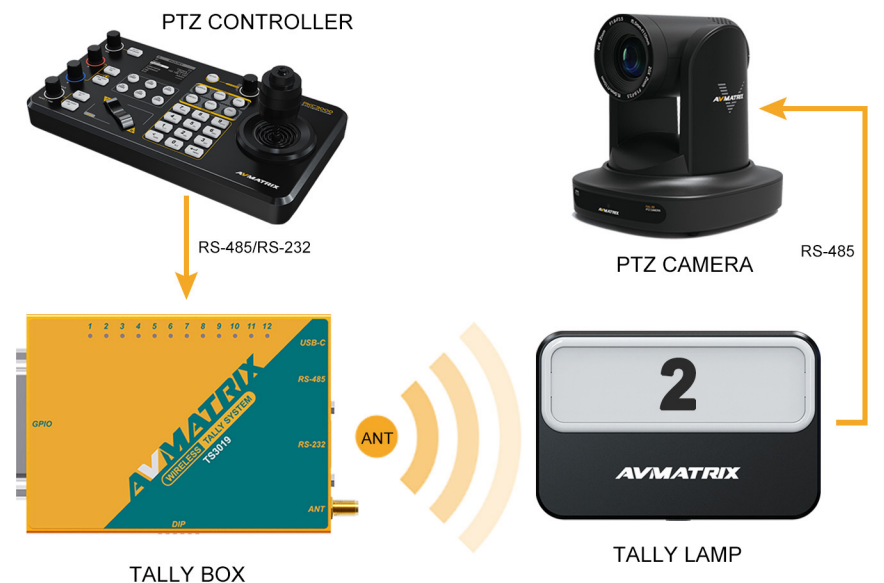 PTZ CONTROLLER
AVMATRIX
RS-485/RS-232
AVMATRIX
AVMATRIX
PTZ CAMERA
RS-485
1 2 3 4 5 6 7 8 9 10 11 12
USB-C
RS-485
GPIO
AVMATRIX
WIRELESS TALLY SYSTEM
TS3019
RS-232
ANT
DIP
ANT
2
AVMATRIX
TALLY LAMP
TALLY BOX